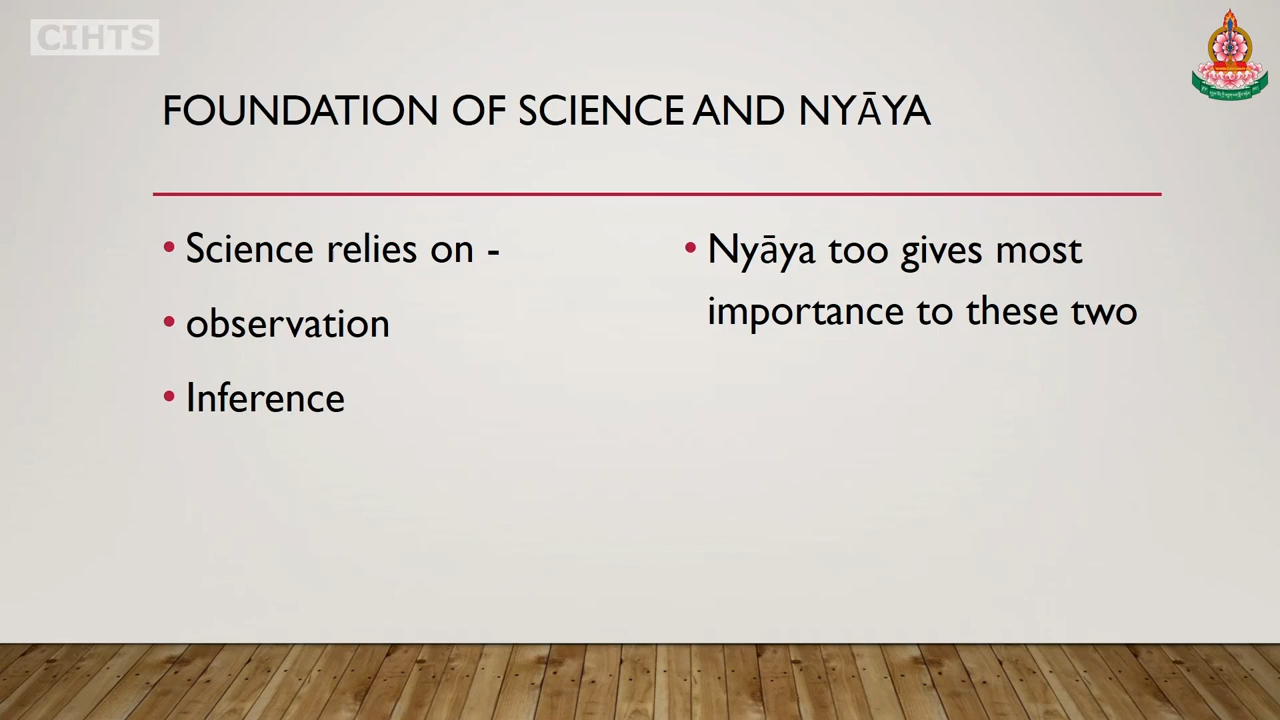 CIHTS
FOUNDATION OF SCIENCE AND NYĀYA
• Science relies on -
• observation
• Inference
• Nyāya too gives most
importance to these two